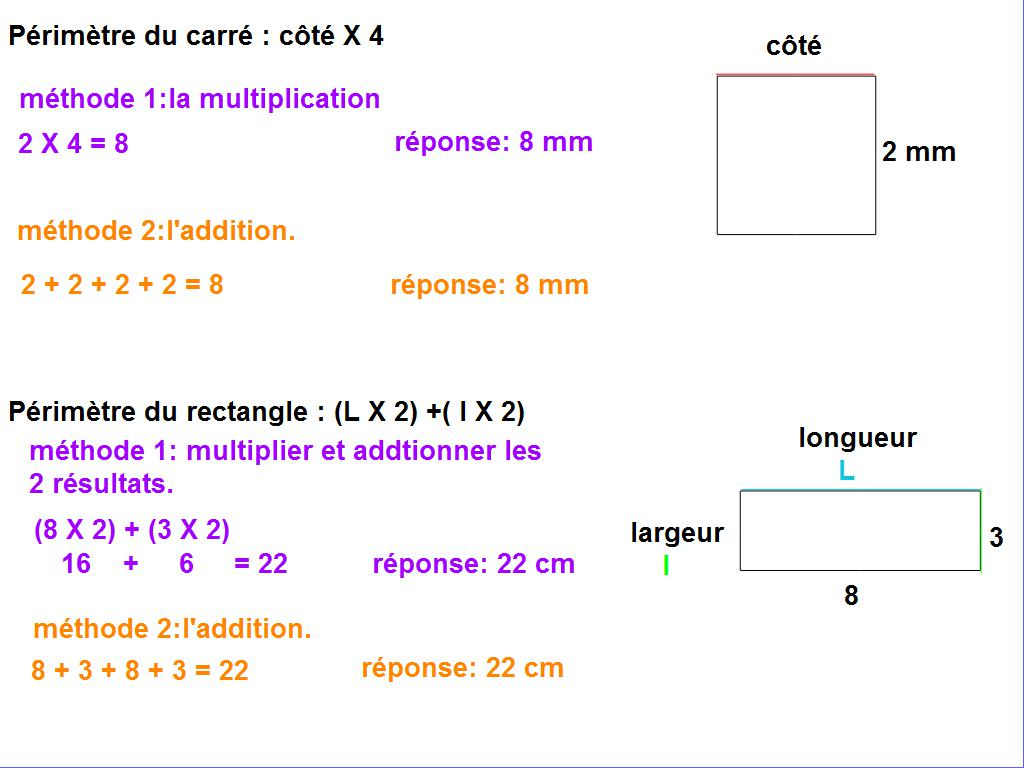 Périmètre du carré : côté X 4
côté
méthode 1:la multiplication
2 X 4 = 8
réponse: 8 mm
2 mm
méthode 2:l'addition.
2 + 2 + 2 + 2 = 8
réponse: 8 mm
Périmètre du rectangle : (L X 2) +( l X 2)
méthode 1: multiplier et addtionner les
2 résultats.
longueur
L
(8 X 2) + (3 X 2)
16 + 6 = 22
réponse: 22 cm
largeur
l
3
8
méthode 2:l'addition.
8 + 3 + 8 + 3 = 22
réponse: 22 cm